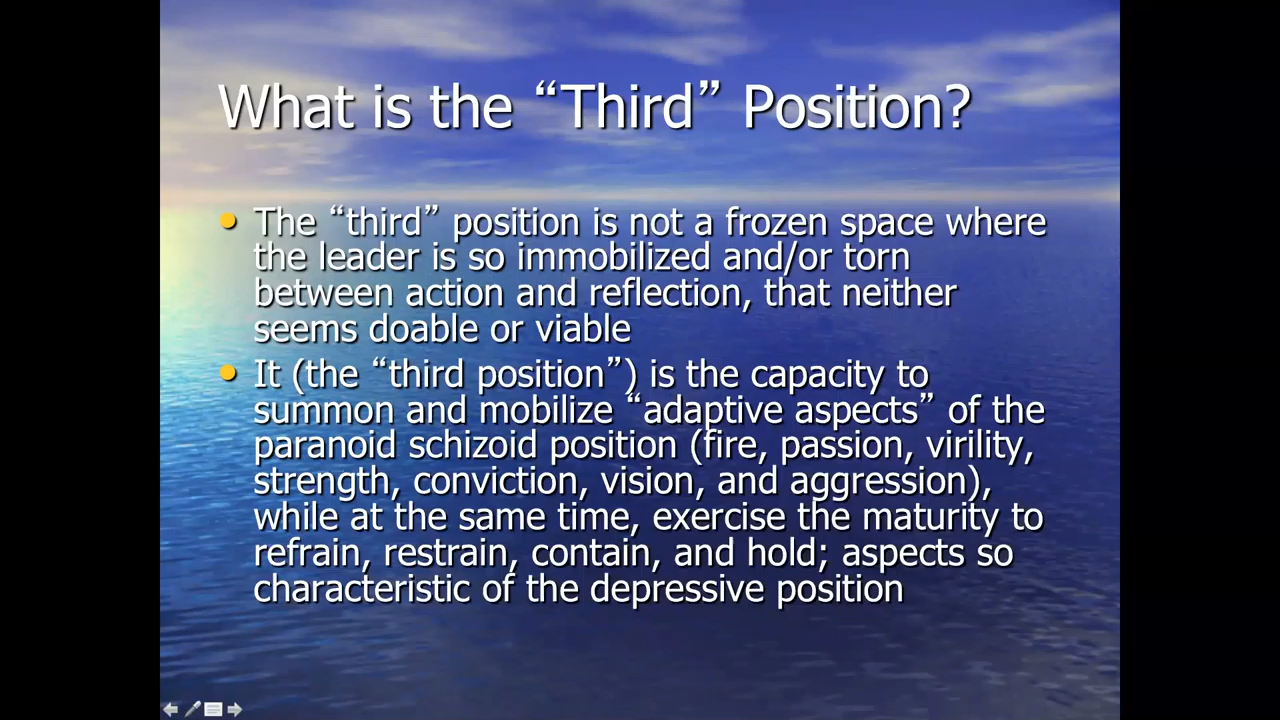 What is the “Third” Position?
• The “third” position is not a frozen space where
the leader is so immobilized and/or torn
between action and reflection, that neither
seems doable or viable
• It (the “third position”) is the capacity to
summon and mobilize “adaptive aspects” of the
paranoid schizoid position (fire, passion, virility,
strength, conviction, vision, and aggression),
while at the same time, exercise the maturity to
refrain, restrain, contain, and hold; aspects so
characteristic of the depressive position